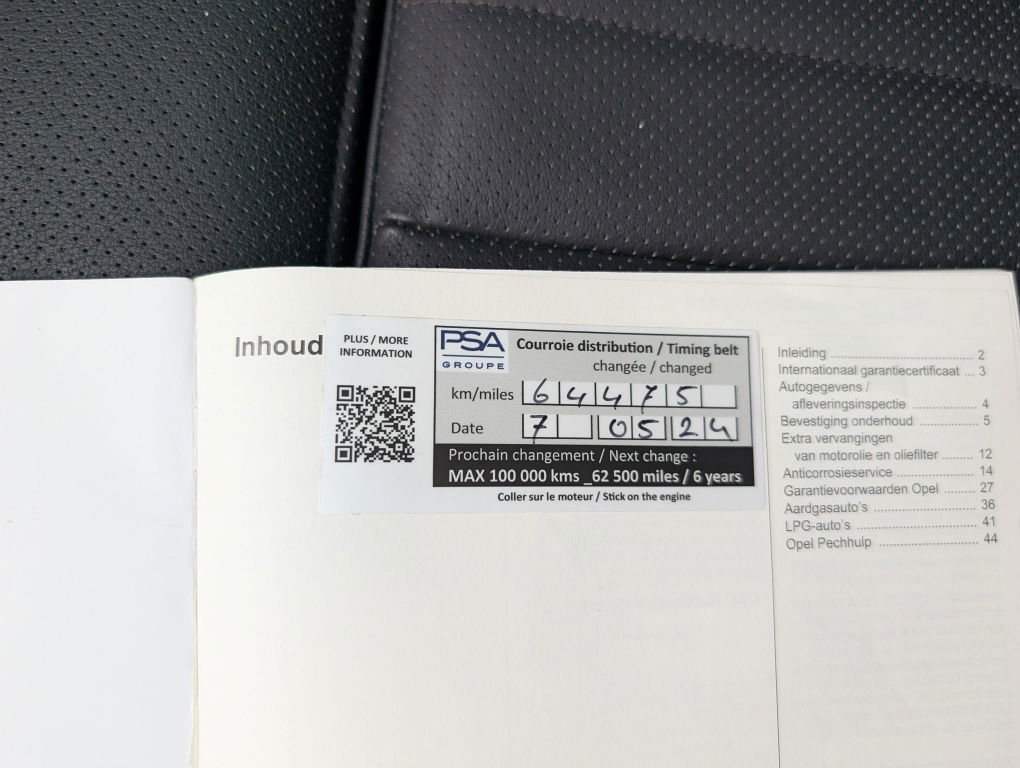 Inhoud
PLUS / MORE
INFORMATION
PSA
GROUPE
Courroie distribution / Timing belt
changée / changed
km/miles 64475
Date 7 05 24
Prochain changement / Next change :
MAX 100 000 kms _62 500 miles / 6 years
Coller sur le moteur / Stick on the engine
Inleiding ........................................ 2
Internationaal garantiecertificaat ... 3
Autogegevens /
afleveringsinspectie .................. 4
Bevestiging onderhoud ................ 5
Extra vervangingen
van motorolie en oliefilter ......... 12
Anticorrosieservice ..................... 14
Garantievoorwaarden Opel ........ 27
Aardgasauto's ............................ 36
LPG-auto's ................................. 41
Opel Pechhulp ........................... 44